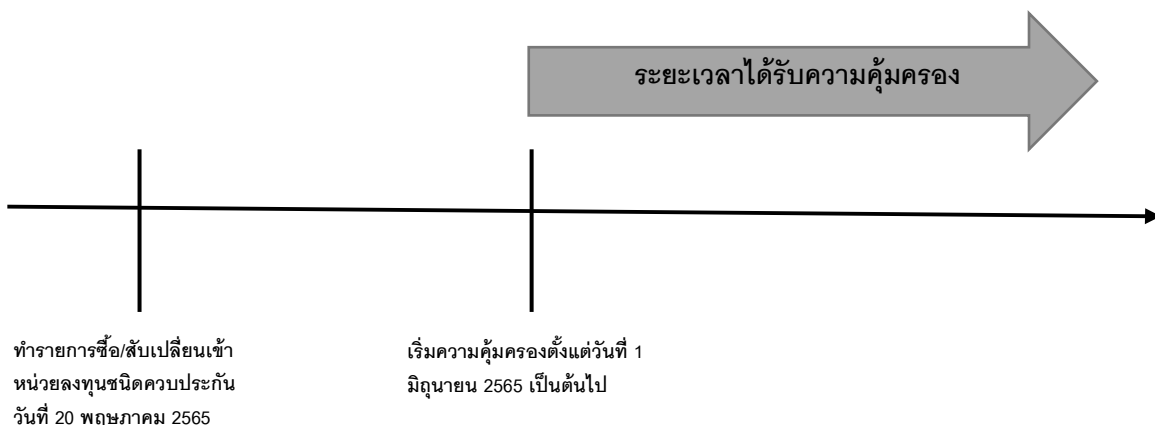 ระยะเวลาได้รับความคุ้มครอง
ทำรายการซื้อ/สับเปลี่ยนเข้า
หน่วยลงทุนชนิดควบประกัน
วันที่ 20 พฤษภาคม 2565
เริ่มความคุ้มครองตั้งแต่วันที่ 1
มิถุนายน 2565 เป็นต้นไป